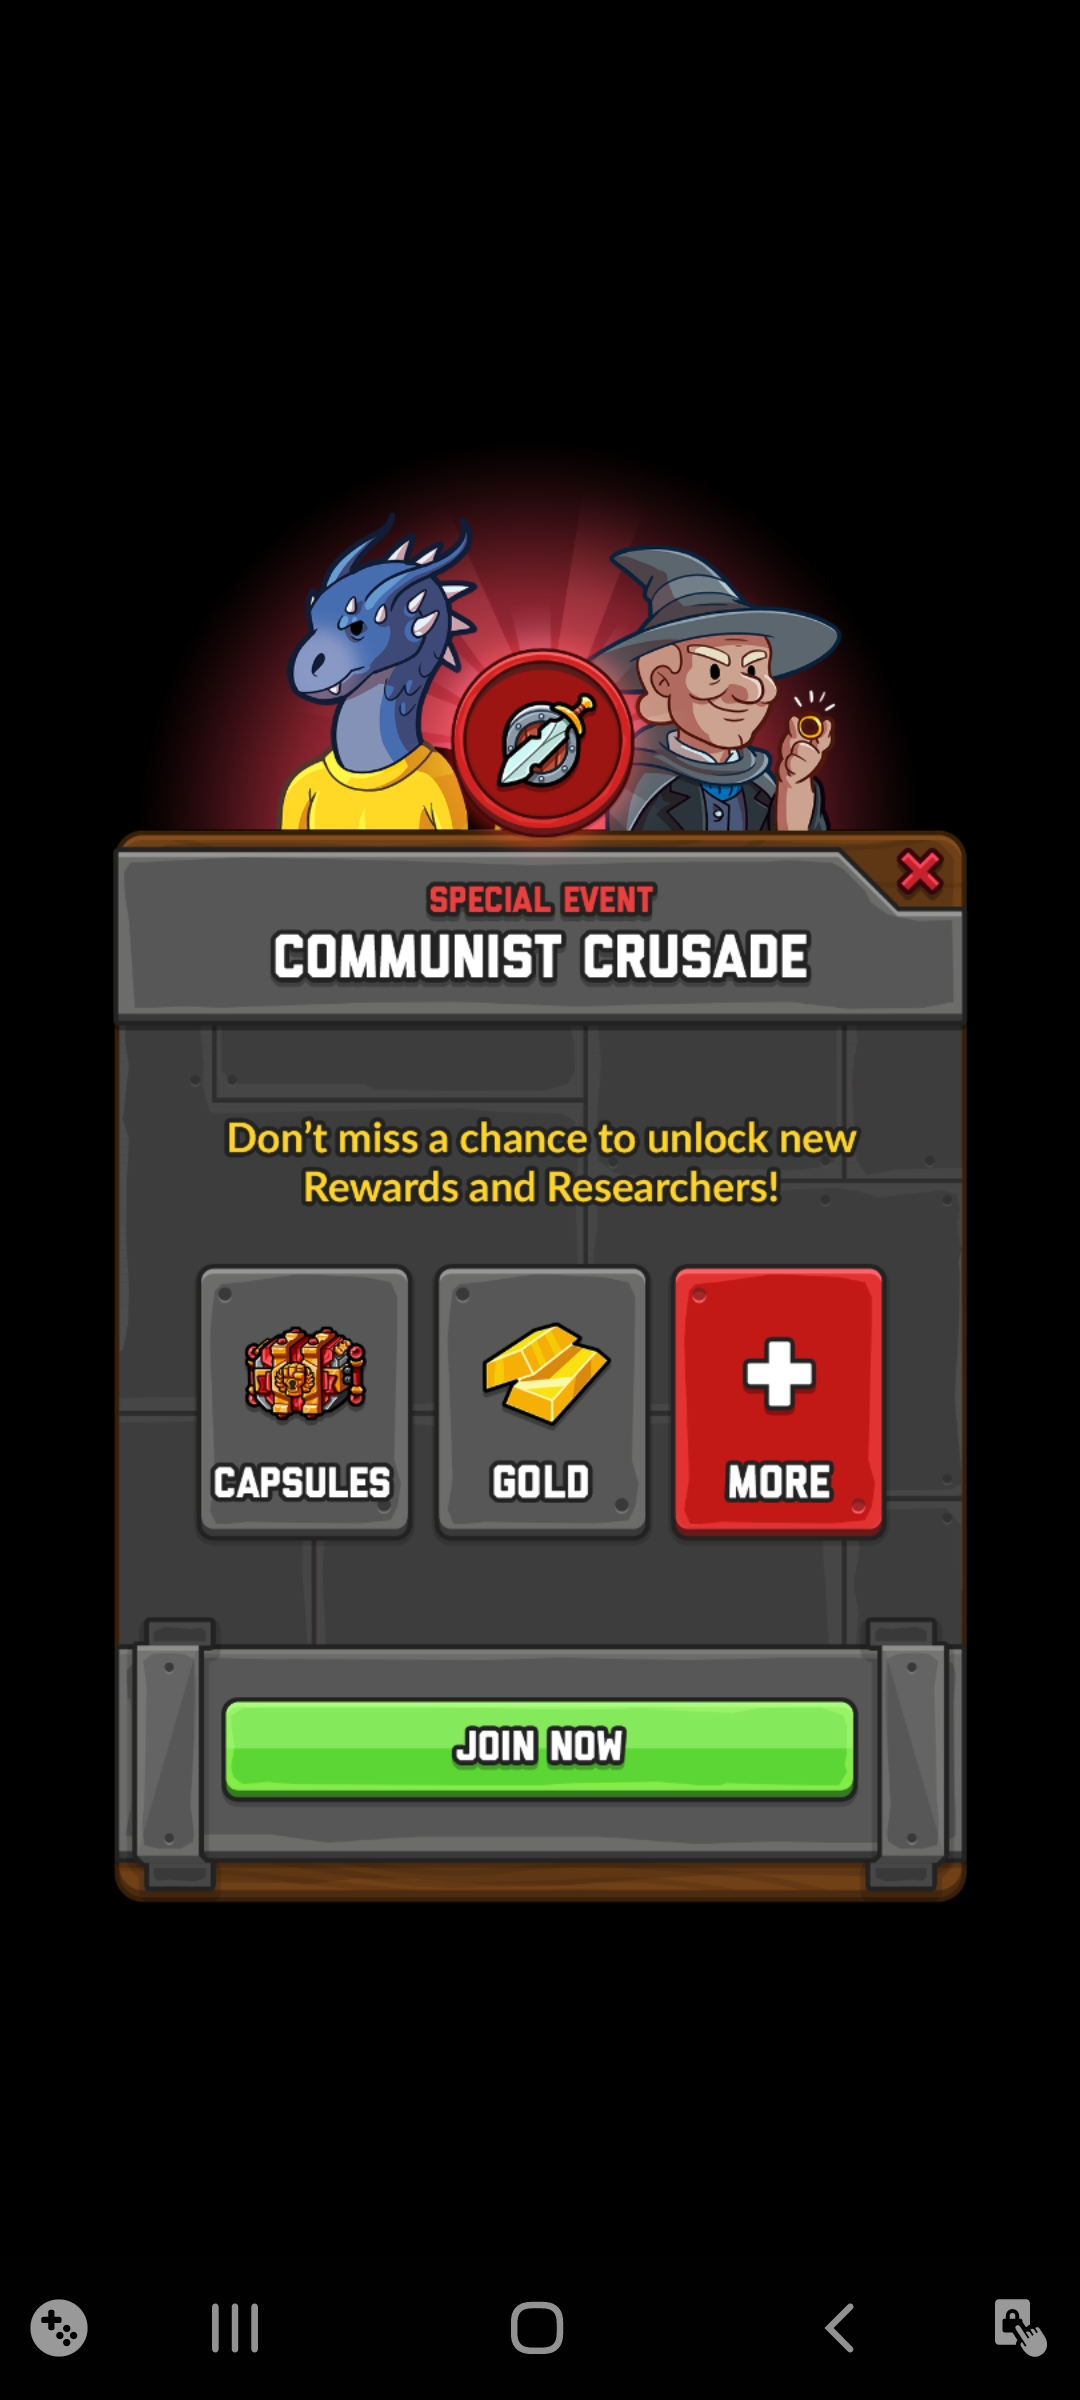 SPECIAL EVENT
COMMUNIST CRUSADE
Don't miss a chance to unlock new
Rewards and Researchers!
CAPSULES
GOLD
MORE
JOIN NOW